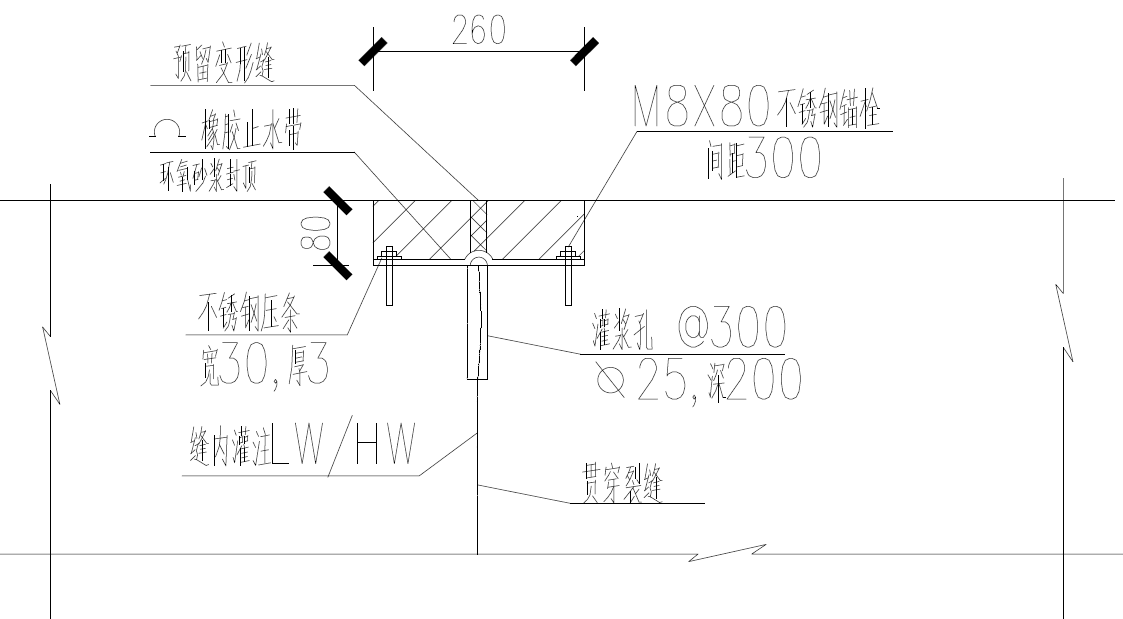 260
预留变形缝
M8X80不锈钢锚栓
间距300
Ω 橡胶止水带
环氧砂浆封顶
80
不锈钢压条
宽30,厚3
灌浆孔 @300
∅25,深200
缝内灌注LW/HW
贯穿裂缝